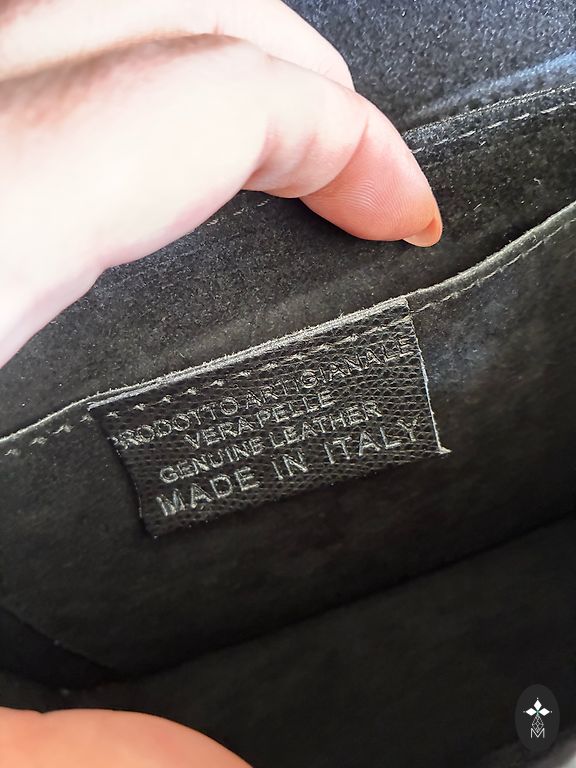 PRODOTTO ARTIGIANALE
VERA PELLE
GENUINE LEATHER
MADE IN ITALY
M